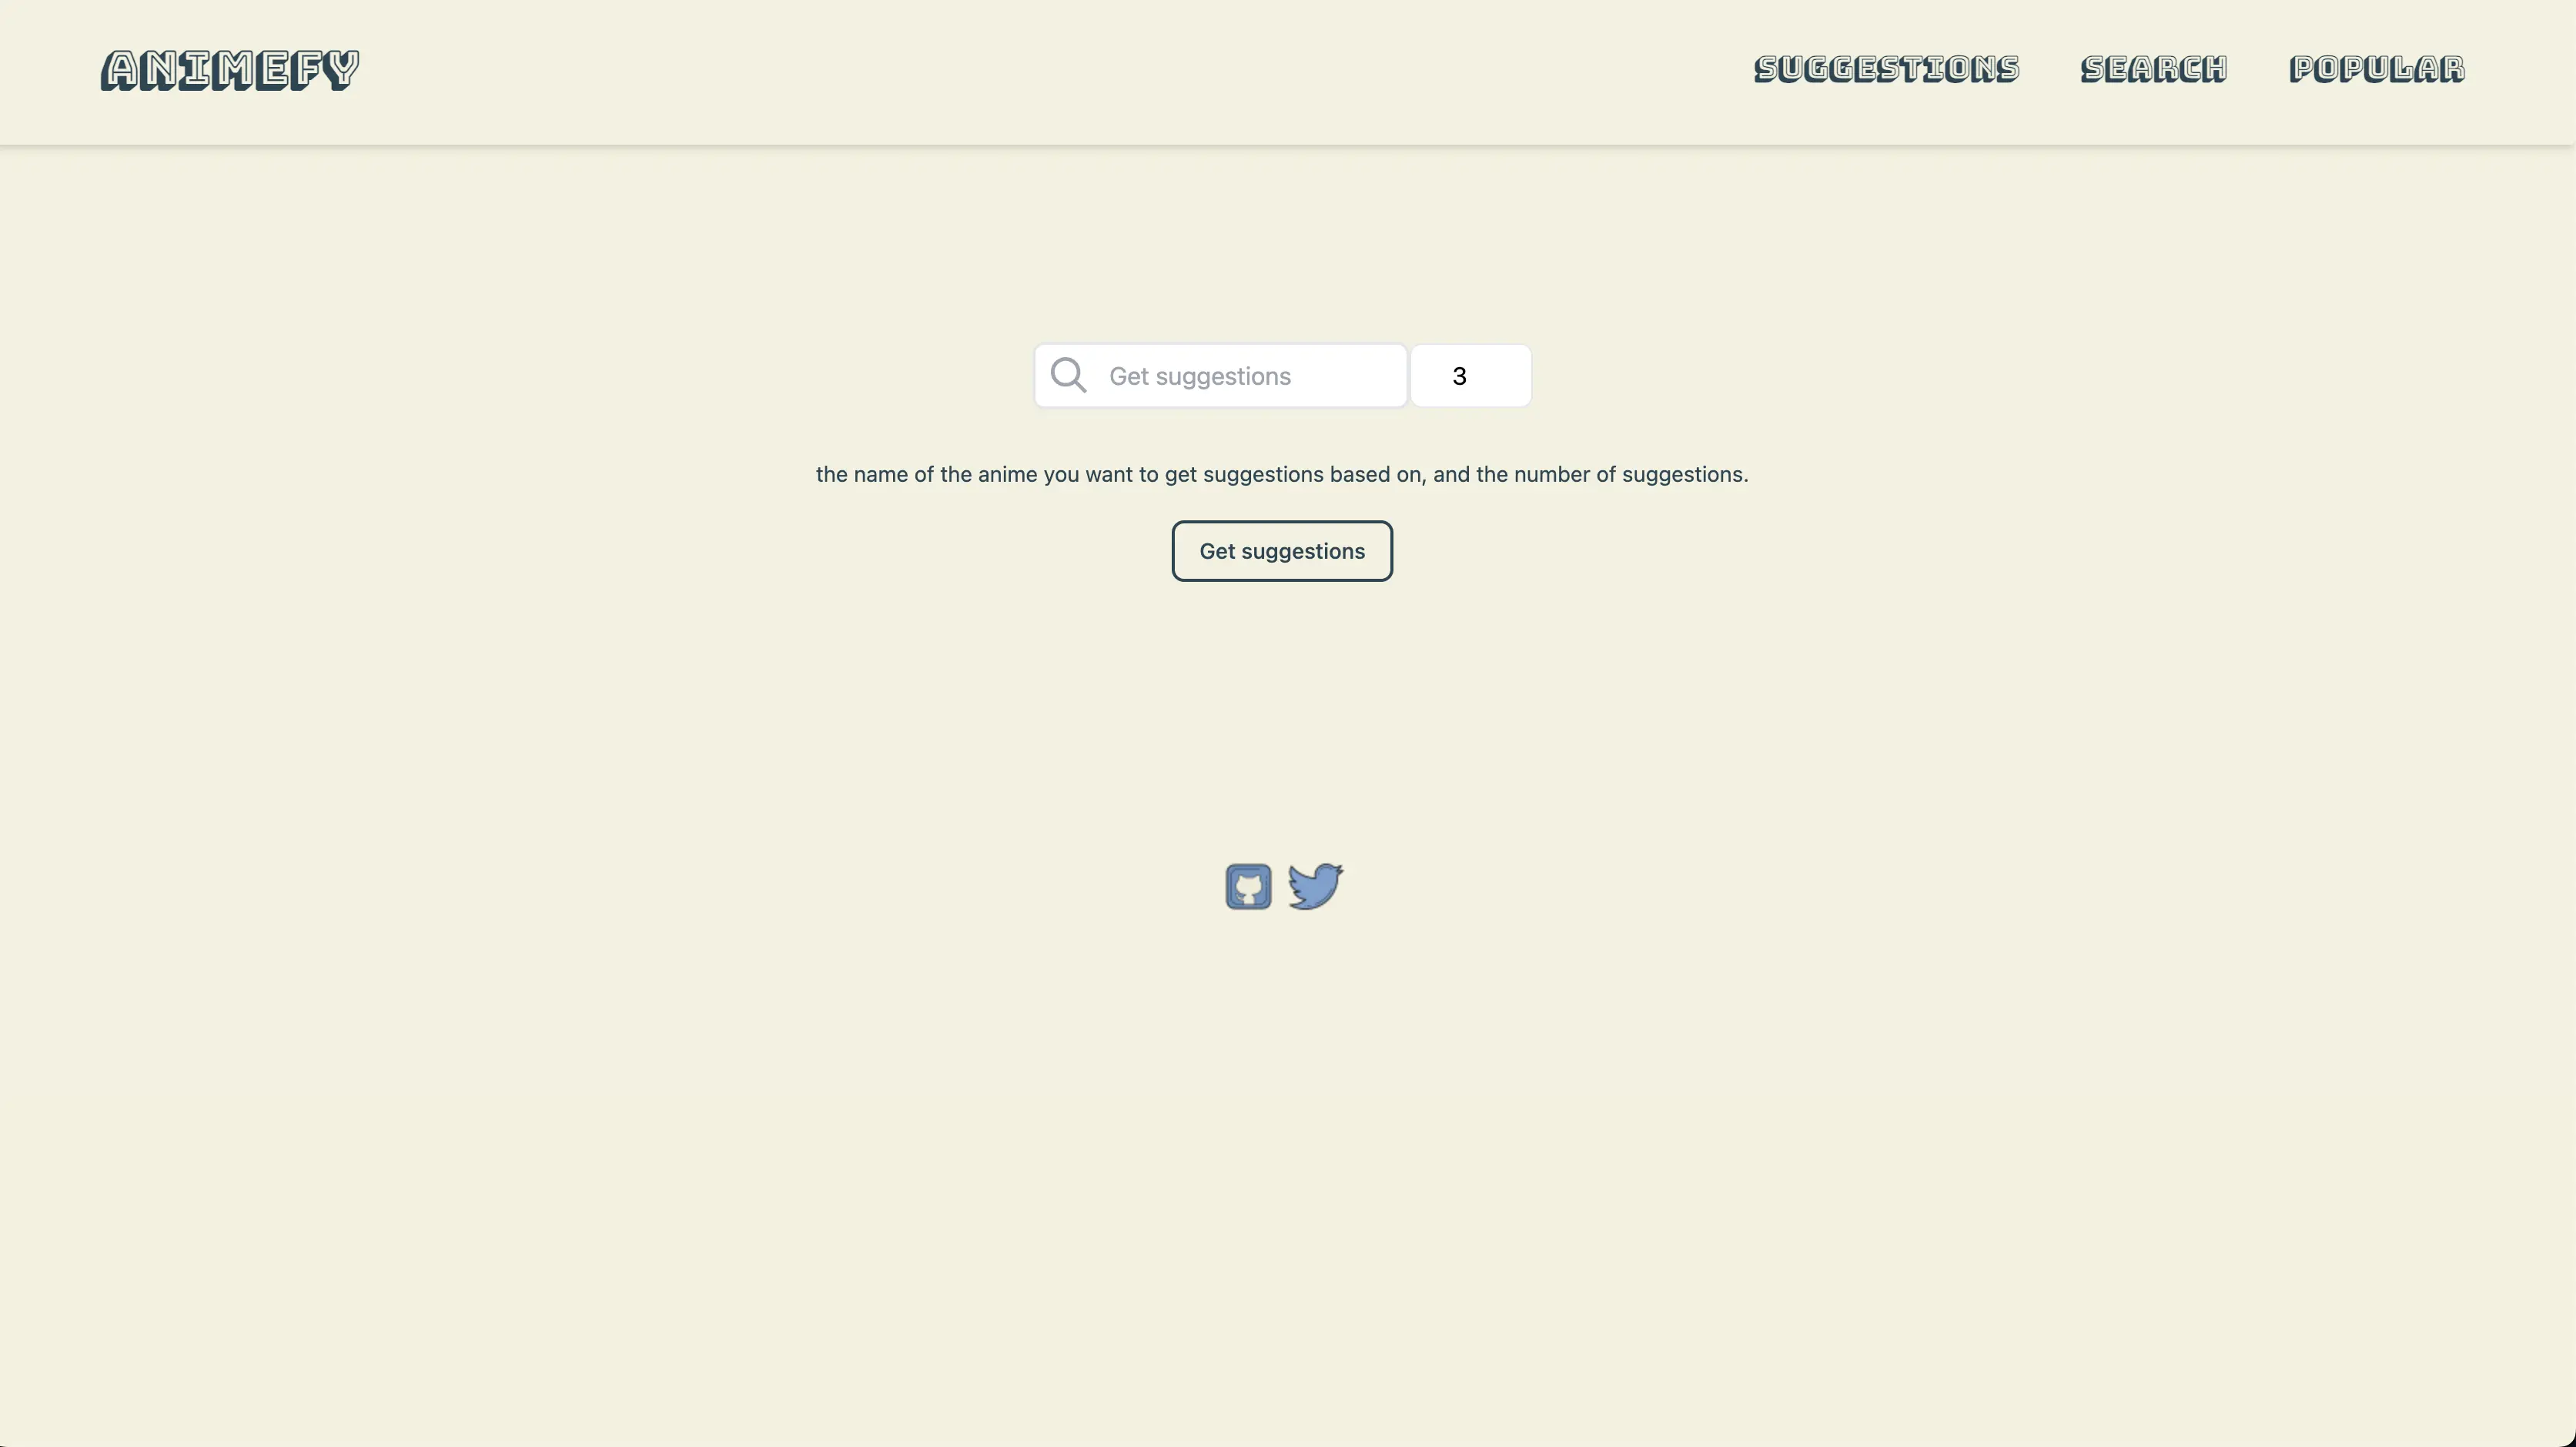 ANIMEFY
SUGGESTIONS SEARCH POPULAR
Get suggestions 3
the name of the anime you want to get suggestions based on, and the number of suggestions.
Get suggestions